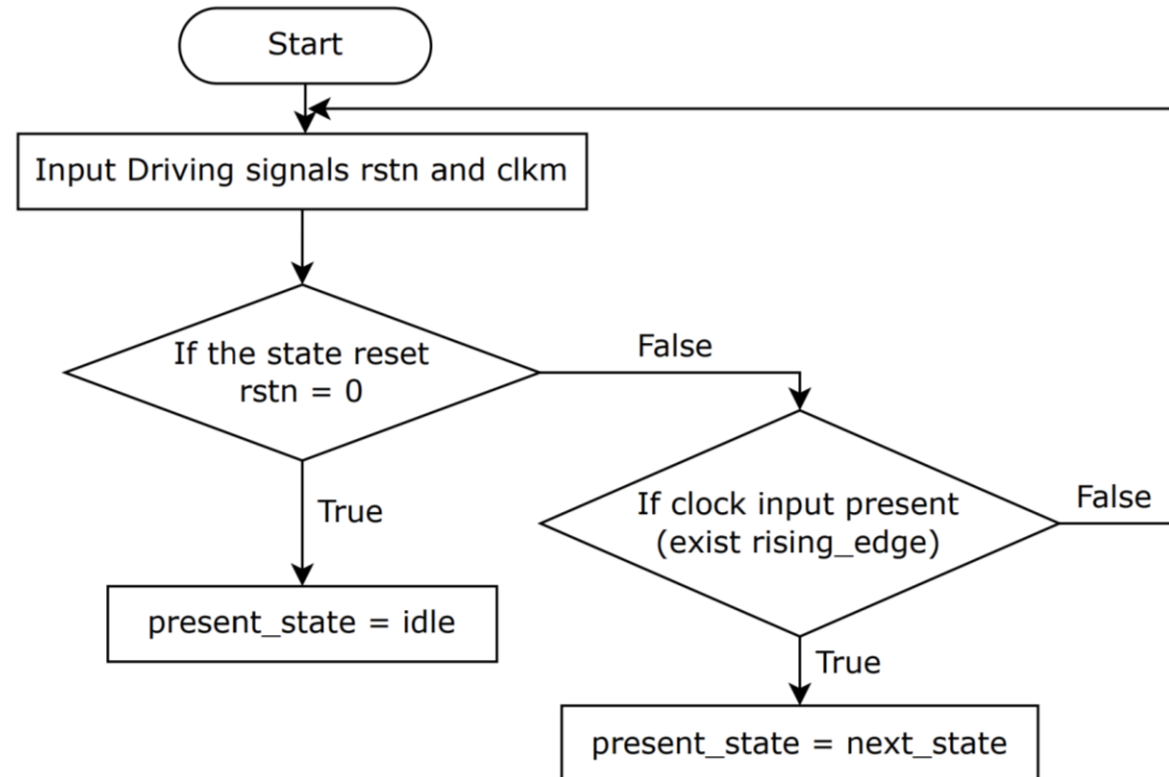 Start
Input Driving signals rstn and clkm
If the state reset
rstn = 0
False
True
present_state = idle
If clock input present
(exist rising_edge)
False
True
present_state = next_state